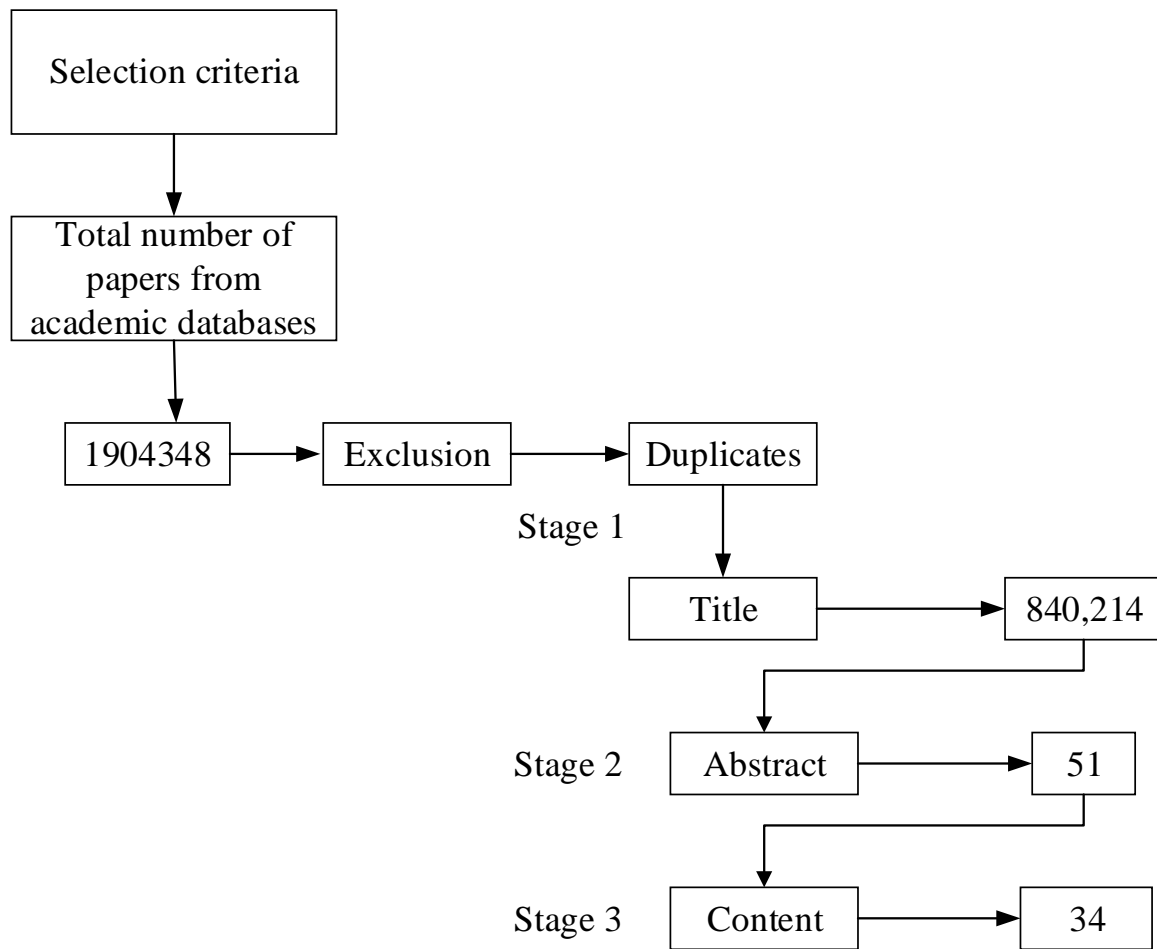 Selection criteria
Total number of
papers from
academic databases
1904348
Exclusion
Duplicates
Stage 1
Title
840,214
Stage 2
Abstract
51
Stage 3
Content
34